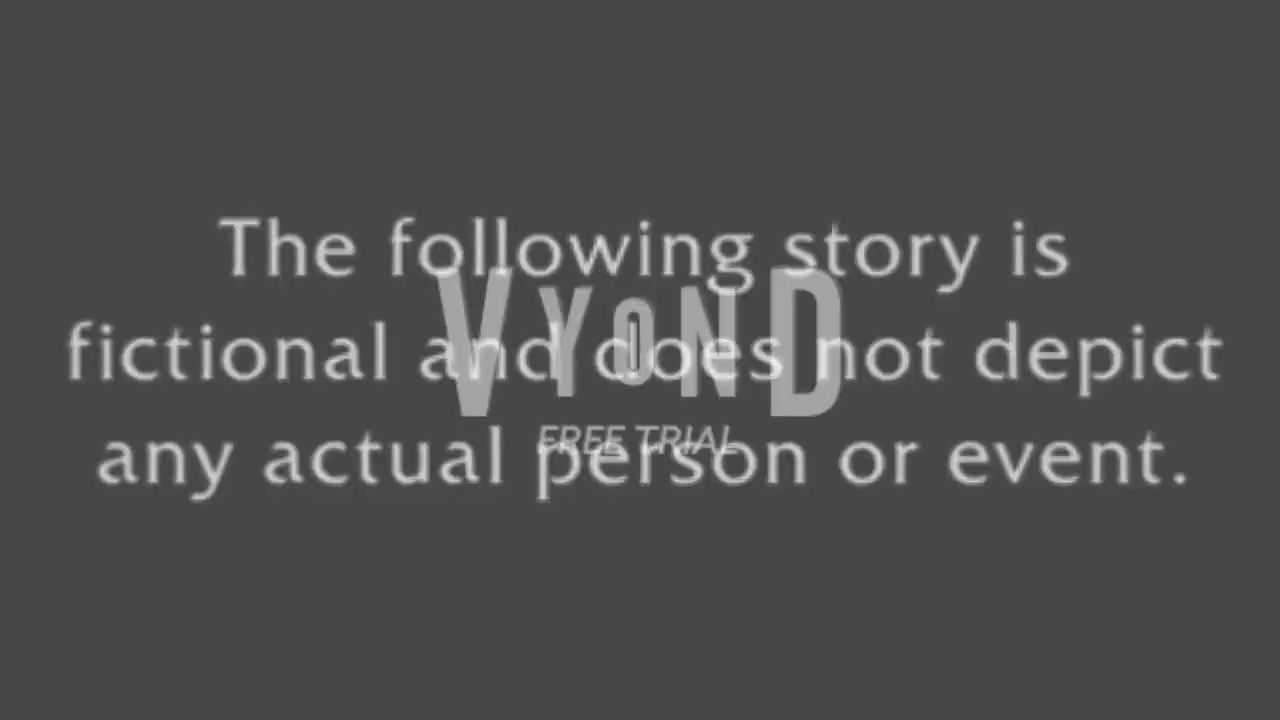 The following story is
VYOND
fictional and does not depict
FREE TRIAL
any actual person or event.